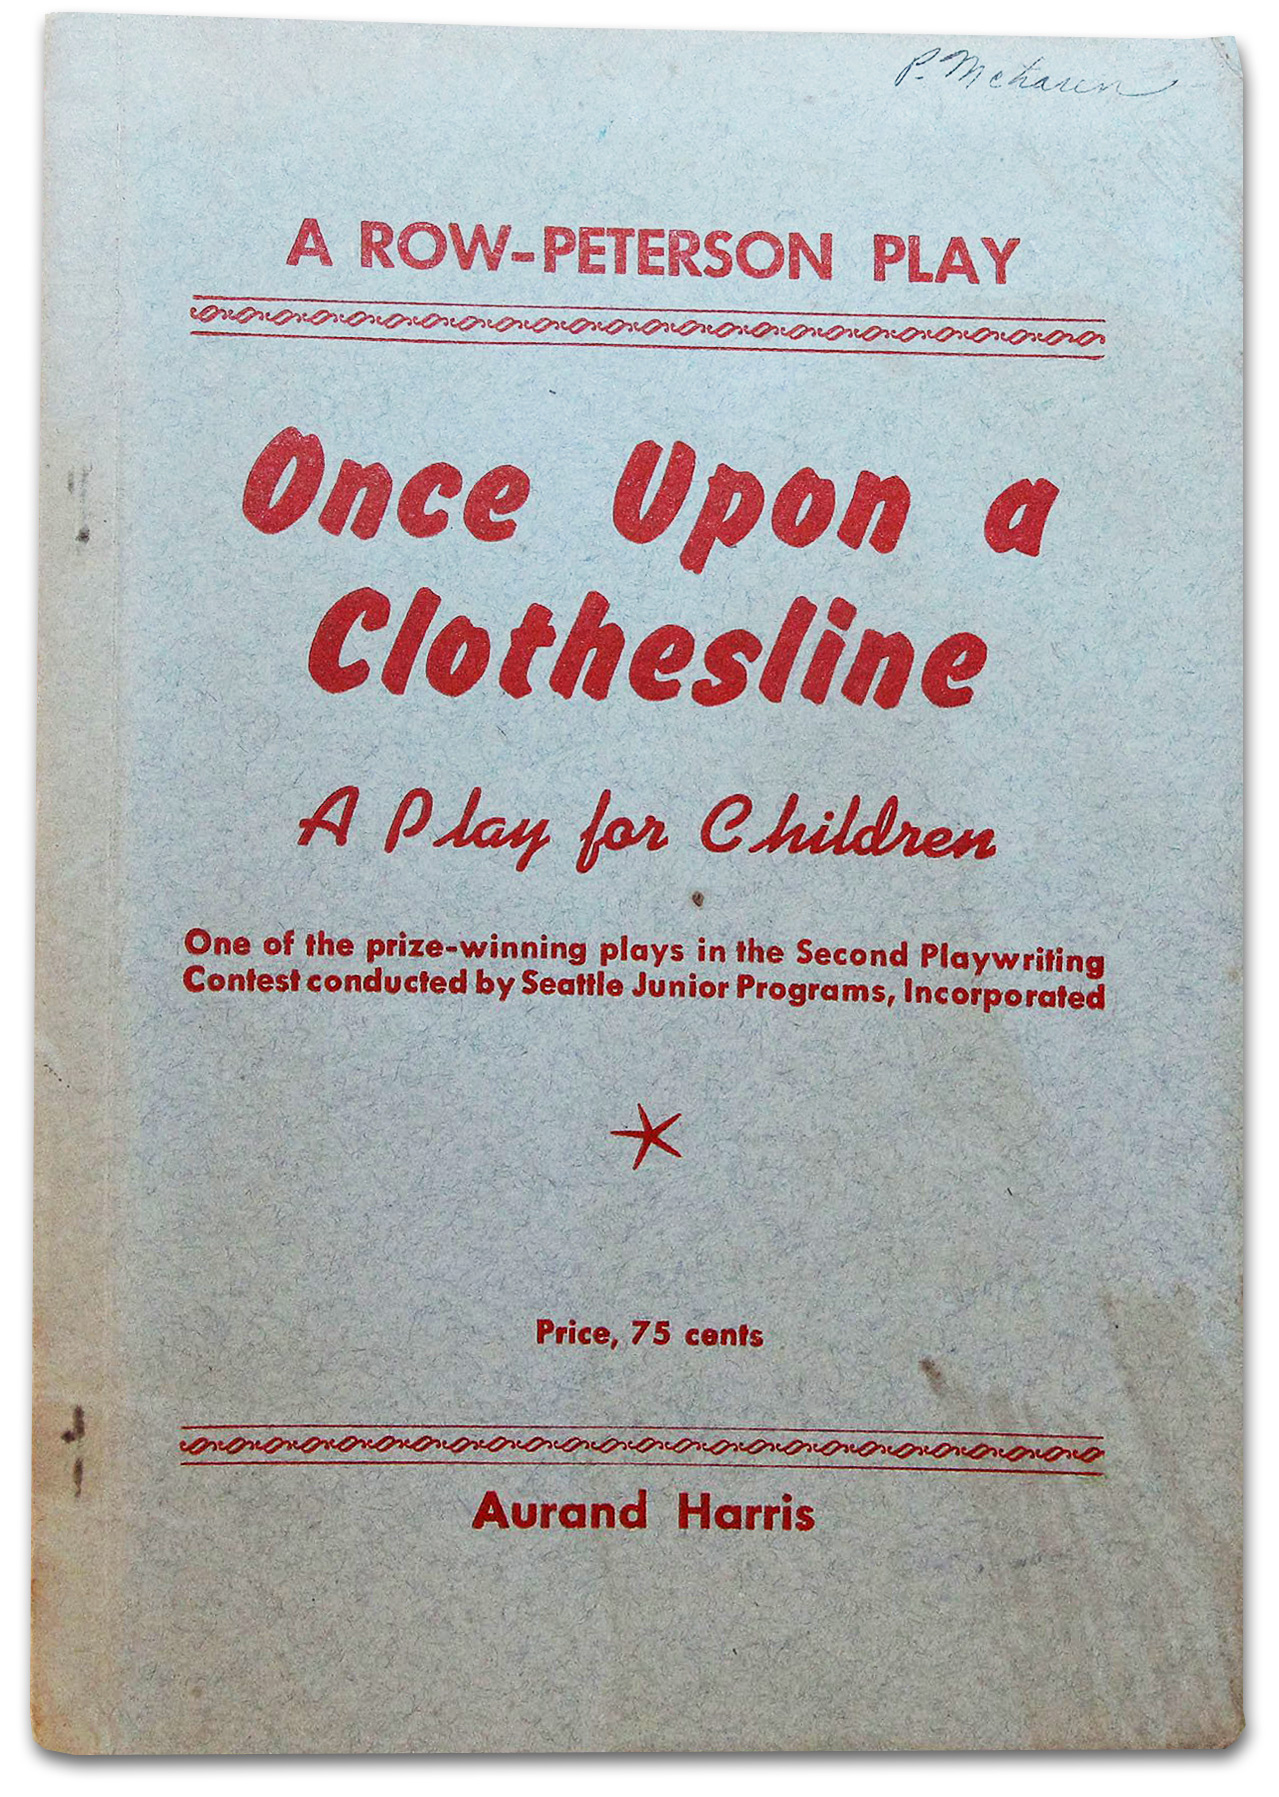 P.
A ROW-PETERSON PLAY
Once Upon a
Clothesline
A Play for Children
One of the prize-winning plays in the Second Playwriting
Contest conducted by Seattle Junior Programs, Incorporated
Price, 75 cents
Aurand Harris